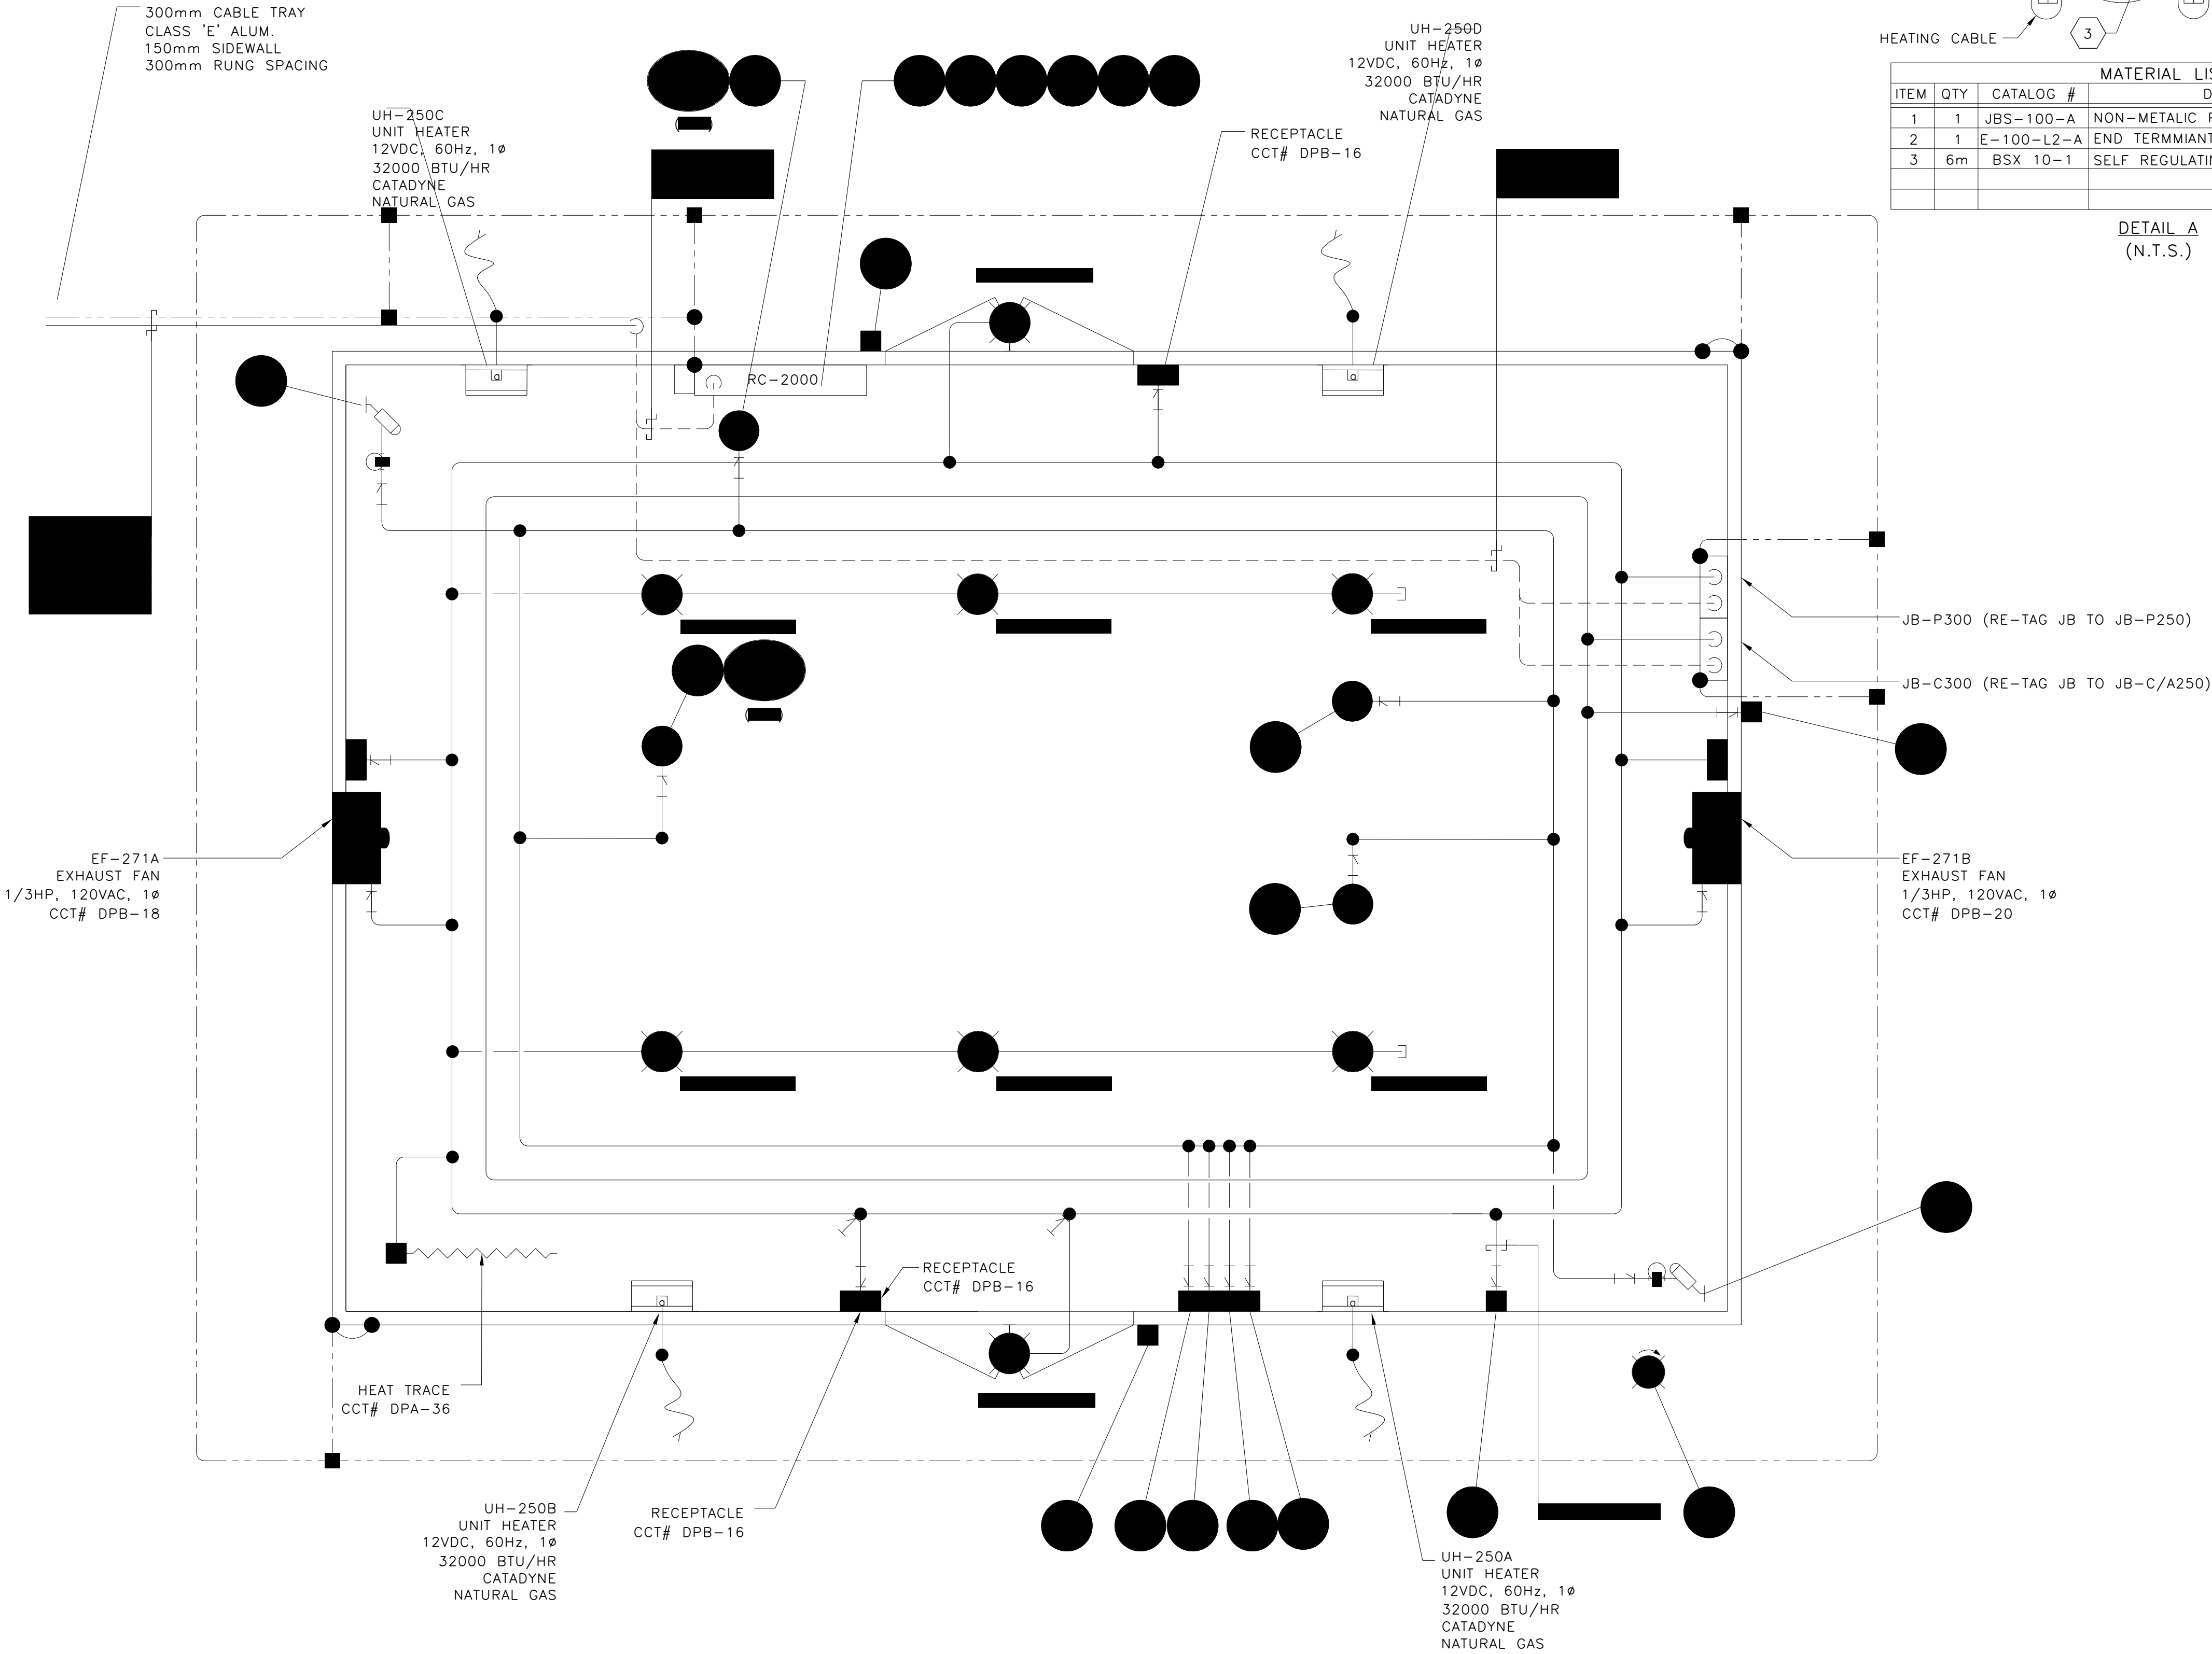 300mm CABLE TRAY
CLASS 'E' ALUM.
150mm SIDEWALL
300mm RUNG SPACING
UH-250C
UNIT HEATER
12VDC, 60Hz, 1ø
32000 BTU/HR
CATADYNE
NATURAL GAS
UH-250D
UNIT HEATER
12VDC, 60Hz, 1ø
32000 BTU/HR
CATADYNE
NATURAL GAS
RECEPTACLE
CCT# DPB-16
HEATING CABLE
3
MATERIAL
ITEM QTY CATALOG #
1 1 JBS-100-A NON-METALIC
2 1 E-100-L2-A END
3 6m BSX 10-1 SELF
DETAIL A
(N.T.S.)
a
RC-2000
a
JB-P300 (RE-TAG JB TO JB-P250)
JB-C300 (RE-TAG JB TO JB-C/A250)
EF-271A
EXHAUST FAN
1/3HP, 120VAC, 1ø
CCT# DPB-18
EF-271B
EXHAUST FAN
1/3HP, 120VAC, 1ø
CCT# DPB-20
RECEPTACLE
CCT# DPB-16
a
a
HEAT TRACE
CCT# DPA-36
UH-250B
UNIT HEATER
12VDC, 60Hz, 1ø
32000 BTU/HR
CATADYNE
NATURAL GAS
RECEPTACLE
CCT# DPB-16
UH-250A
UNIT HEATER
12VDC, 60Hz, 1ø
32000 BTU/HR
CATADYNE
NATURAL GAS